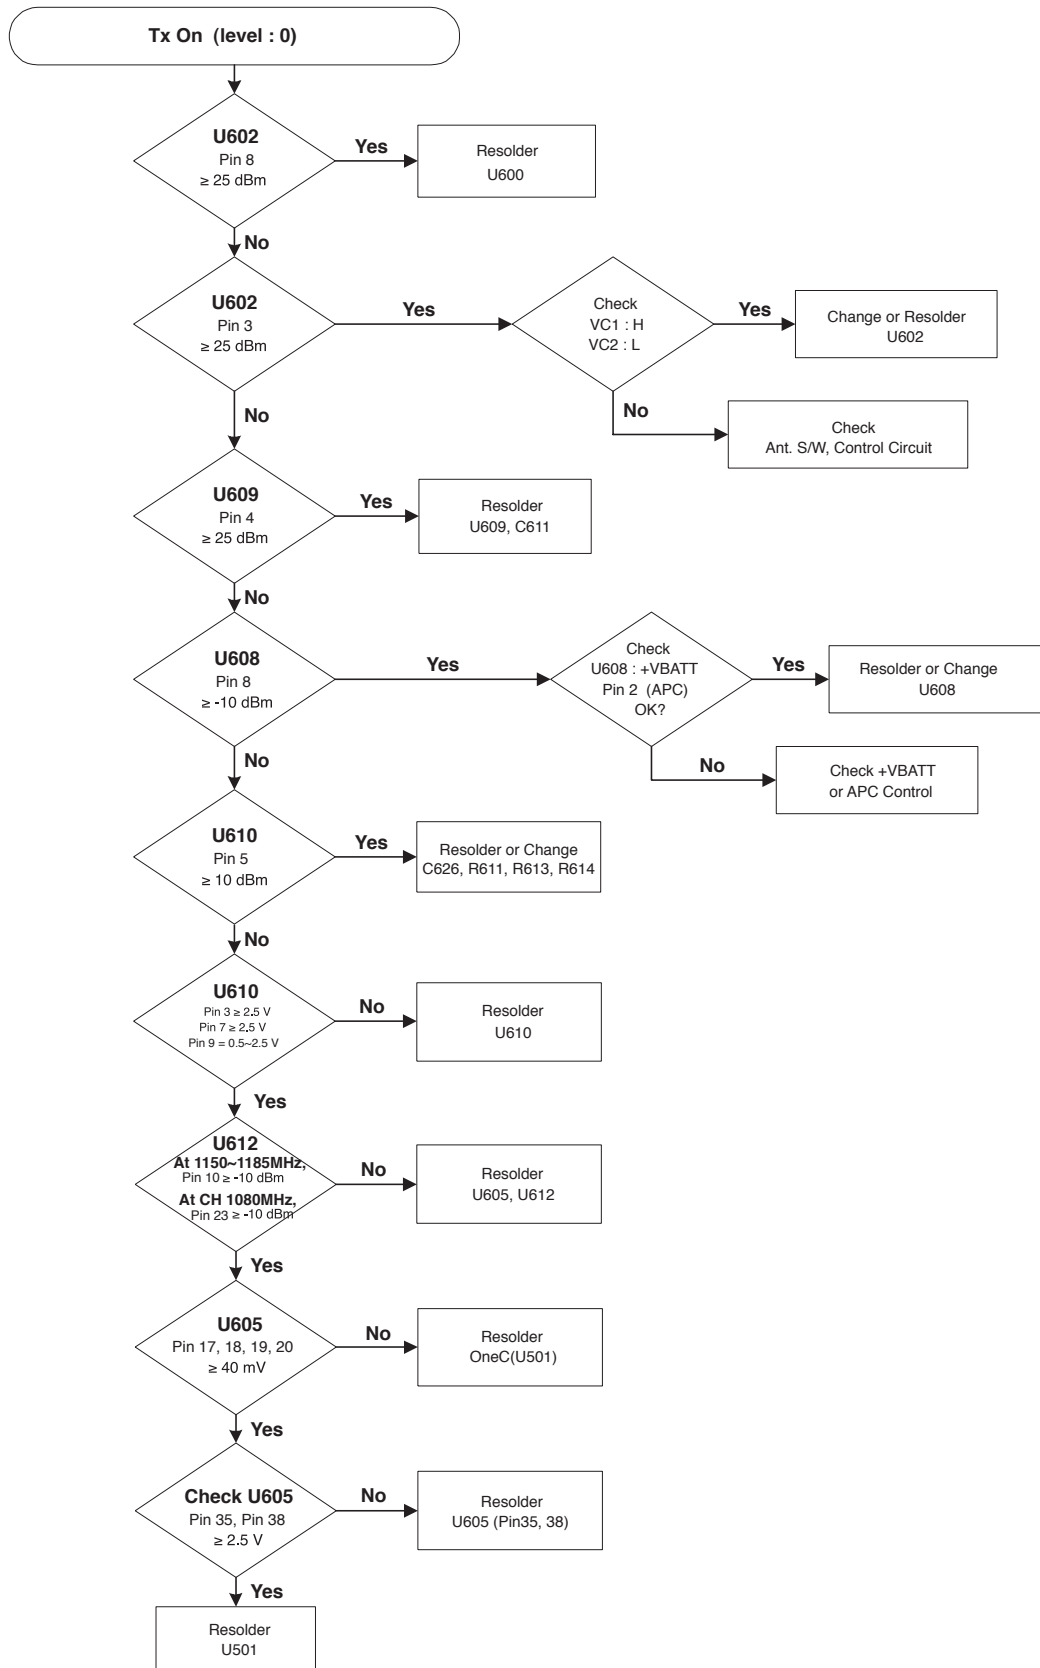 Tx On (level : 0)
U602
Pin 8
≥ 25 dBm
Yes
Resolder
U600
No
U602
Pin 3
≥ 25 dBm
Yes
Check
VC1 : H
VC2 : L
Yes
Change or Resolder
U602
No
Check
Ant. S/W, Control Circuit
No
U609
Pin 4
≥ 25 dBm
Yes
Resolder
U609, C611
No
U608
Pin 8
≥ -10 dBm
Yes
Check
U608 : +VBATT
Pin 2 (APC)
OK?
Yes
Resolder or Change
U608
No
Check +VBATT
or APC Control
No
U610
Pin 5
≥ 10 dBm
Yes
Resolder or Change
C626, R611, R613, R614
No
U610
Pin 3 ≥ 2.5 V
Pin 7 ≥ 2.5 V
Pin 9 = 0.5~2.5 V
No
Resolder
U610
Yes
U612
At 1150~1185MHz,
Pin 10 ≥ -10 dBm
At CH 1080MHz,
Pin 23 ≥ -10 dBm
No
Resolder
U605, U612
Yes
U605
Pin 17, 18, 19, 20
≥ 40 mV
No
Resolder
OneC(U501)
Yes
Check U605
Pin 35, Pin 38
≥ 2.5 V
No
Resolder
U605 (Pin35, 38)
Yes
Resolder
U501